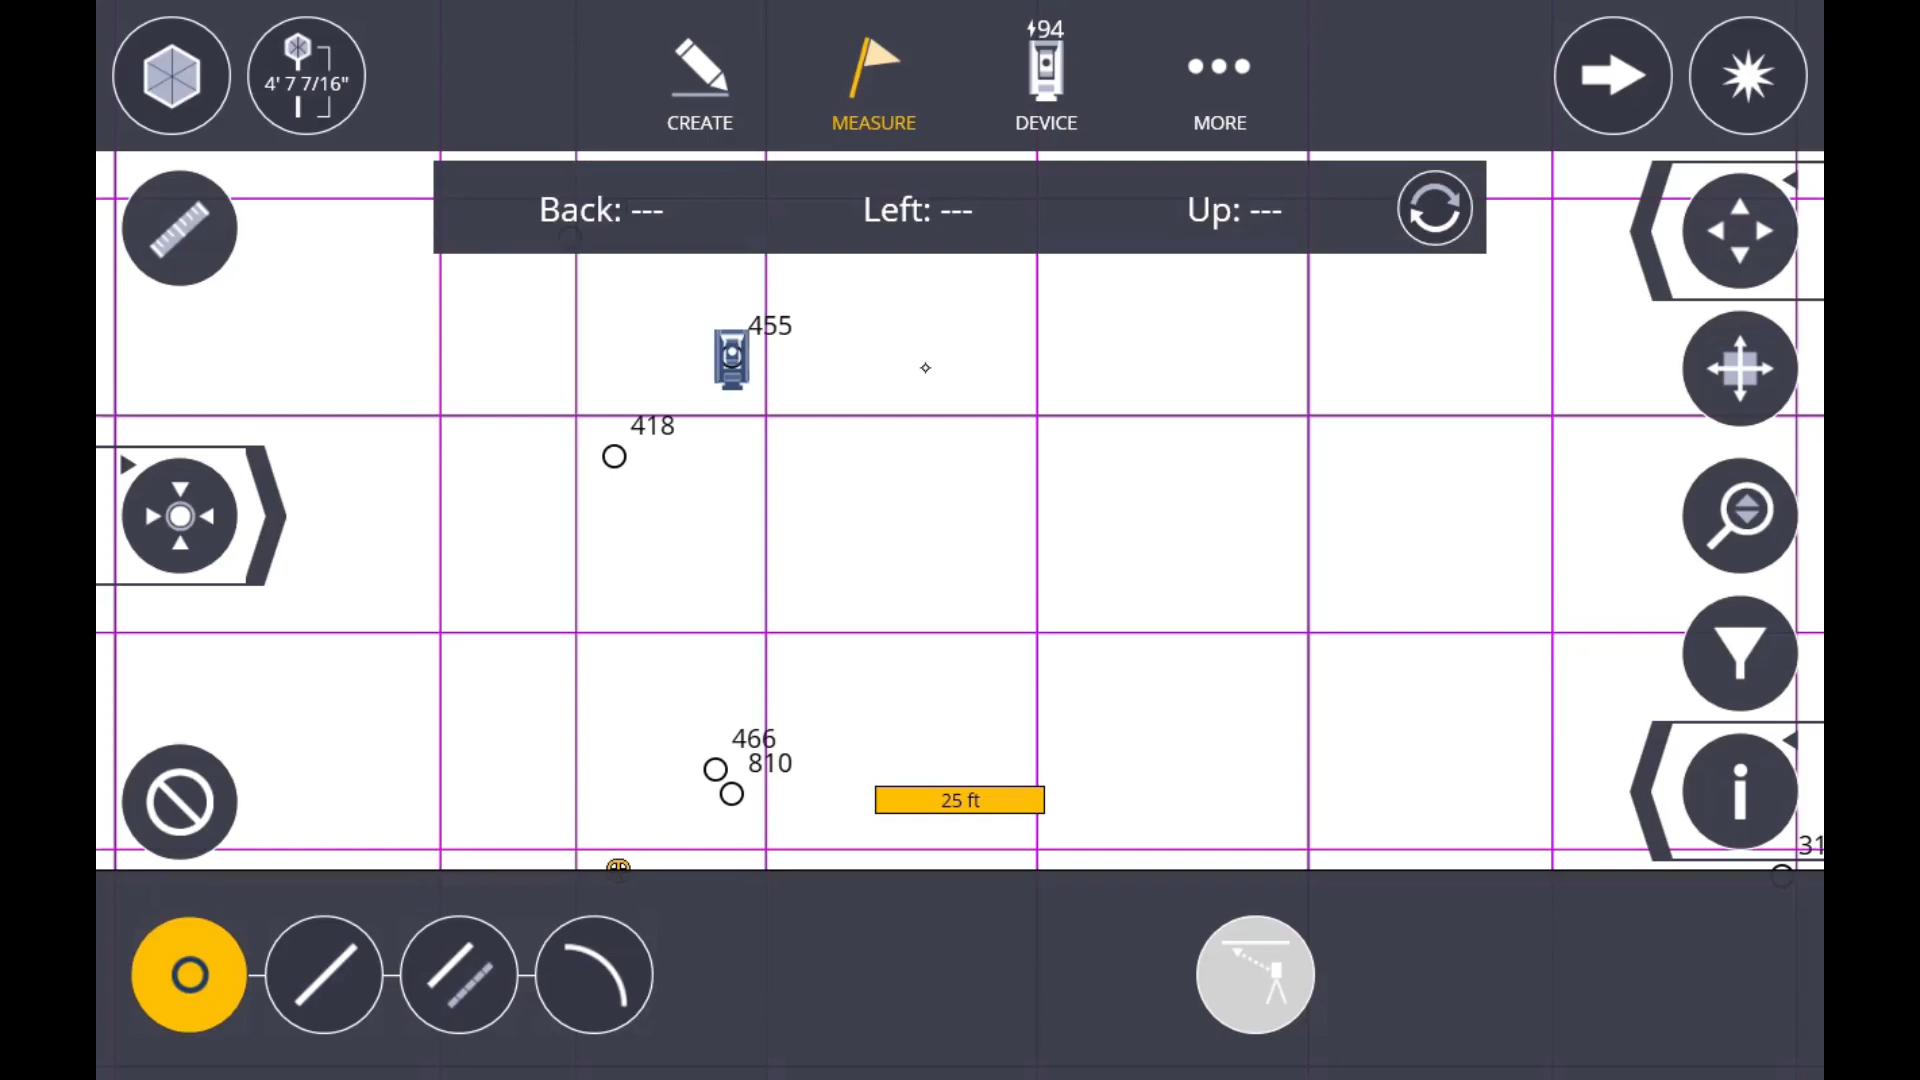 94
4' 7 7/16"
CREATE
MEASURE
DEVICE
MORE
Back: ---
Left: ---
Up: ---
455
418
466
810
25 ft
31